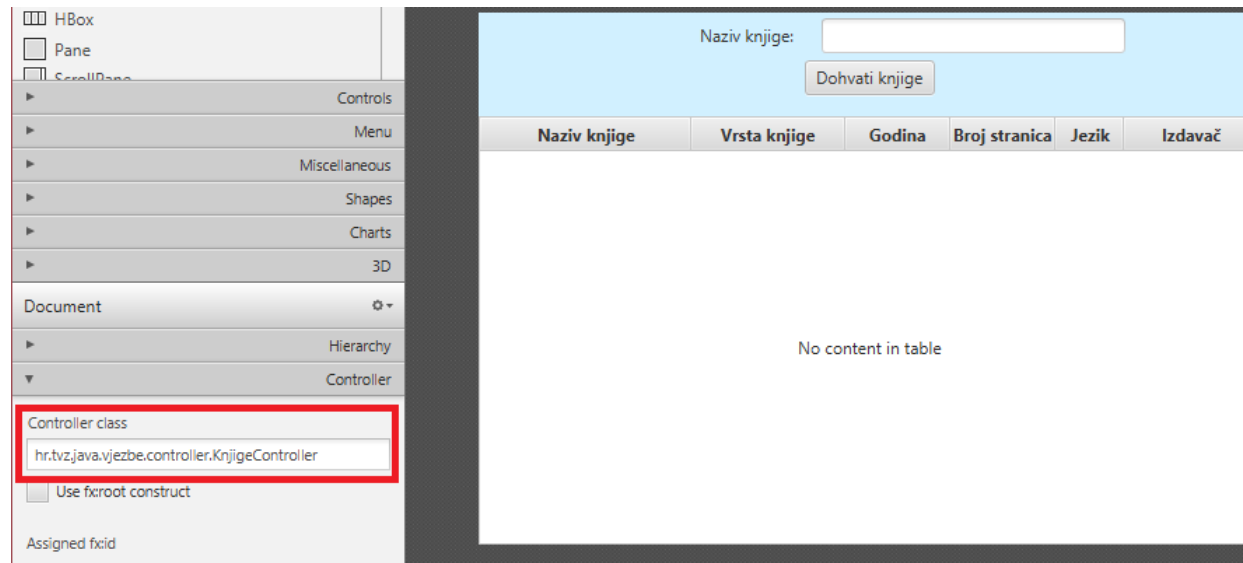 HBox
Pane
Controls
Menu
Miscellaneous
Shapes
Charts
3D
Document
Hierarchy
Controller
Controller class
hr.tvz.java.vjezbe.controller.KnjigeController
Use fx:root construct
Assigned fx:id
Naziv knjige:
Dohvati knjige
Naziv knjige Vrsta knjige Godina Broj stranica Jezik Izdavač
No content in table